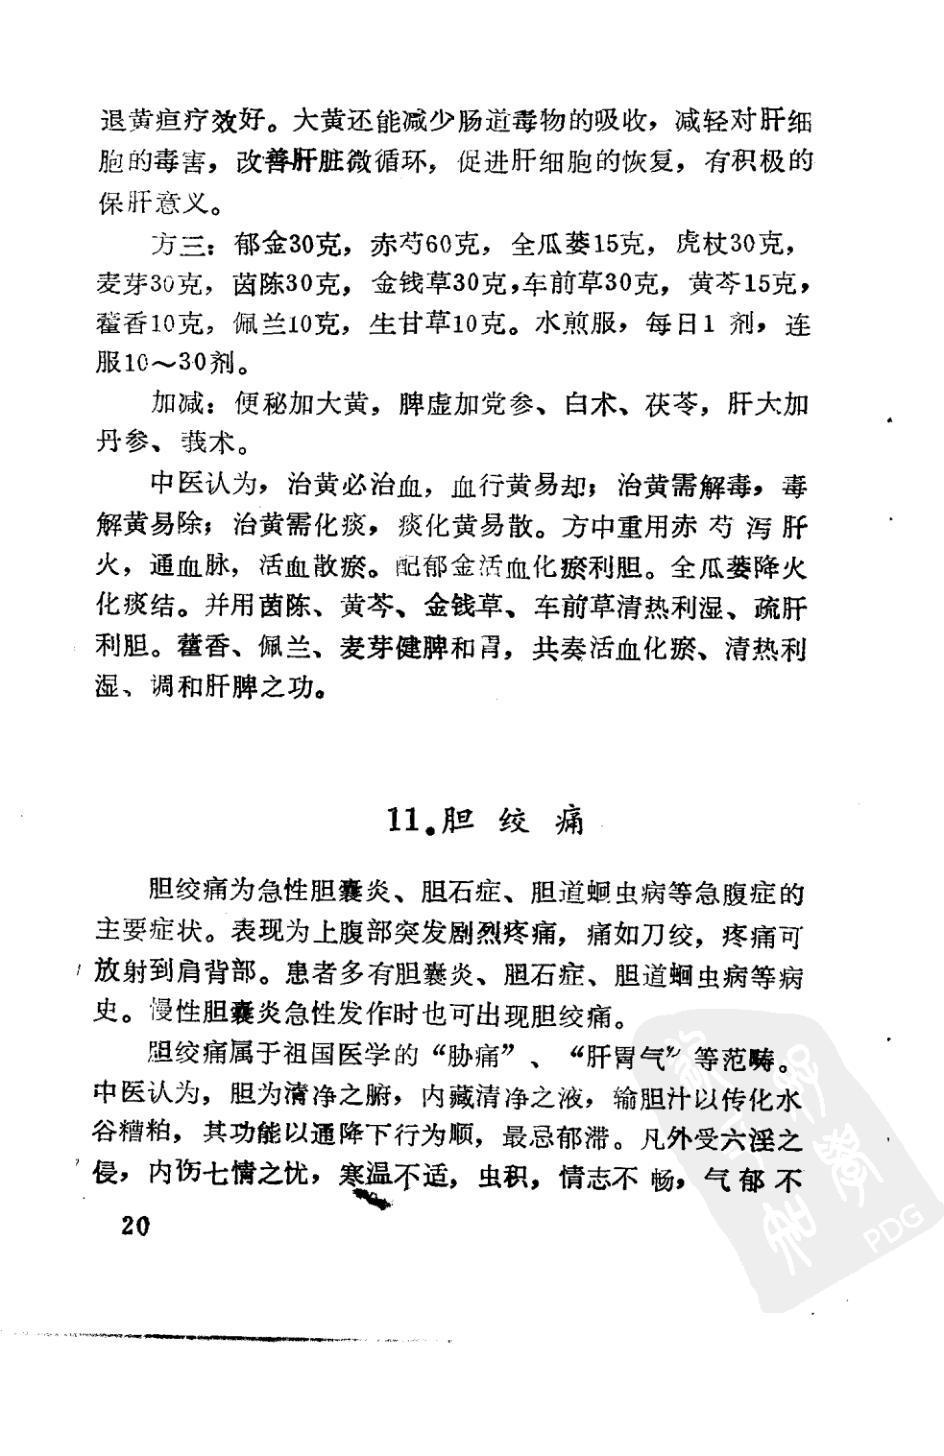 退黄疸疗效好。大黄还能减少肠道毒物的吸收，减轻对肝细
胞的毒害，改善肝脏微循环，促进肝细胞的恢复，有积极的
保肝意义。
方三：郁金30克，赤芍60克，全瓜蒌15克，虎杖30克，
麦芽30克，茵陈30克，金钱草30克，车前草30克，黄芩15克，
藿香10克，佩兰10克，生甘草10克。水煎服，每日1 剂，连
服10～30剂。
加减：便秘加大黄，脾虚加党参、白术、茯苓，肝大加
丹参、莪术。
中医认为，治黄必治血，血行黄易却；治黄需解毒，毒
解黄易除；治黄需化痰，痰化黄易散。方中重用赤 芍 泻 肝
火，通血脉，活血散瘀。配郁金活血化瘀利胆。全瓜蒌降火
化痰结。并用茵陈、黄芩、金钱草、车前草清热利湿、疏肝
利胆。藿香、佩兰、麦芽健脾和胃，共奏活血化瘀、清热利
湿、调和肝脾之功。
11.胆 绞 痛
胆绞痛为急性胆囊炎、胆石症、胆道蛔虫病等急腹症的
主要症状。表现为上腹部突发剧烈疼痛，痛如刀绞，疼痛可
放射到肩背部。患者多有胆囊炎、胆石症、胆道蛔虫病等病
史。慢性胆囊炎急性发作时也可出现胆绞痛。
胆绞痛属于祖国医学的“胁痛”、“肝胃气”等范畴。
中医认为，胆为清净之腑，内藏清净之液，输胆汁以传化水
谷糟粕，其功能以通降下行为顺，最忌郁滞。凡外受六淫之
侵，内伤七情之忧，寒温不适，虫积，情志不 畅，气 郁 不
20
PDG